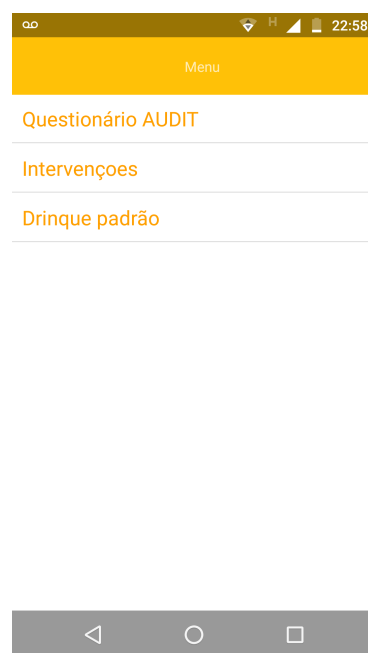 H 22:58
Menu
Questionário AUDIT
Intervençoes
Drinque padrão